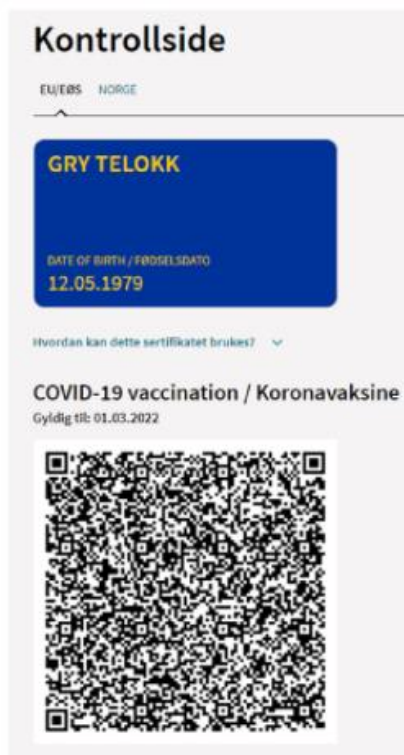 Kontrollside
EU/EØS NORGE
GRY TELOKK
DATE OF BIRTH / FØDSELSDATO
12.05.1979
Hvordan kan dette sertifikatet brukes?
COVID-19 vaccination / Koronavaksine
Gyldig til: 01.03.2022